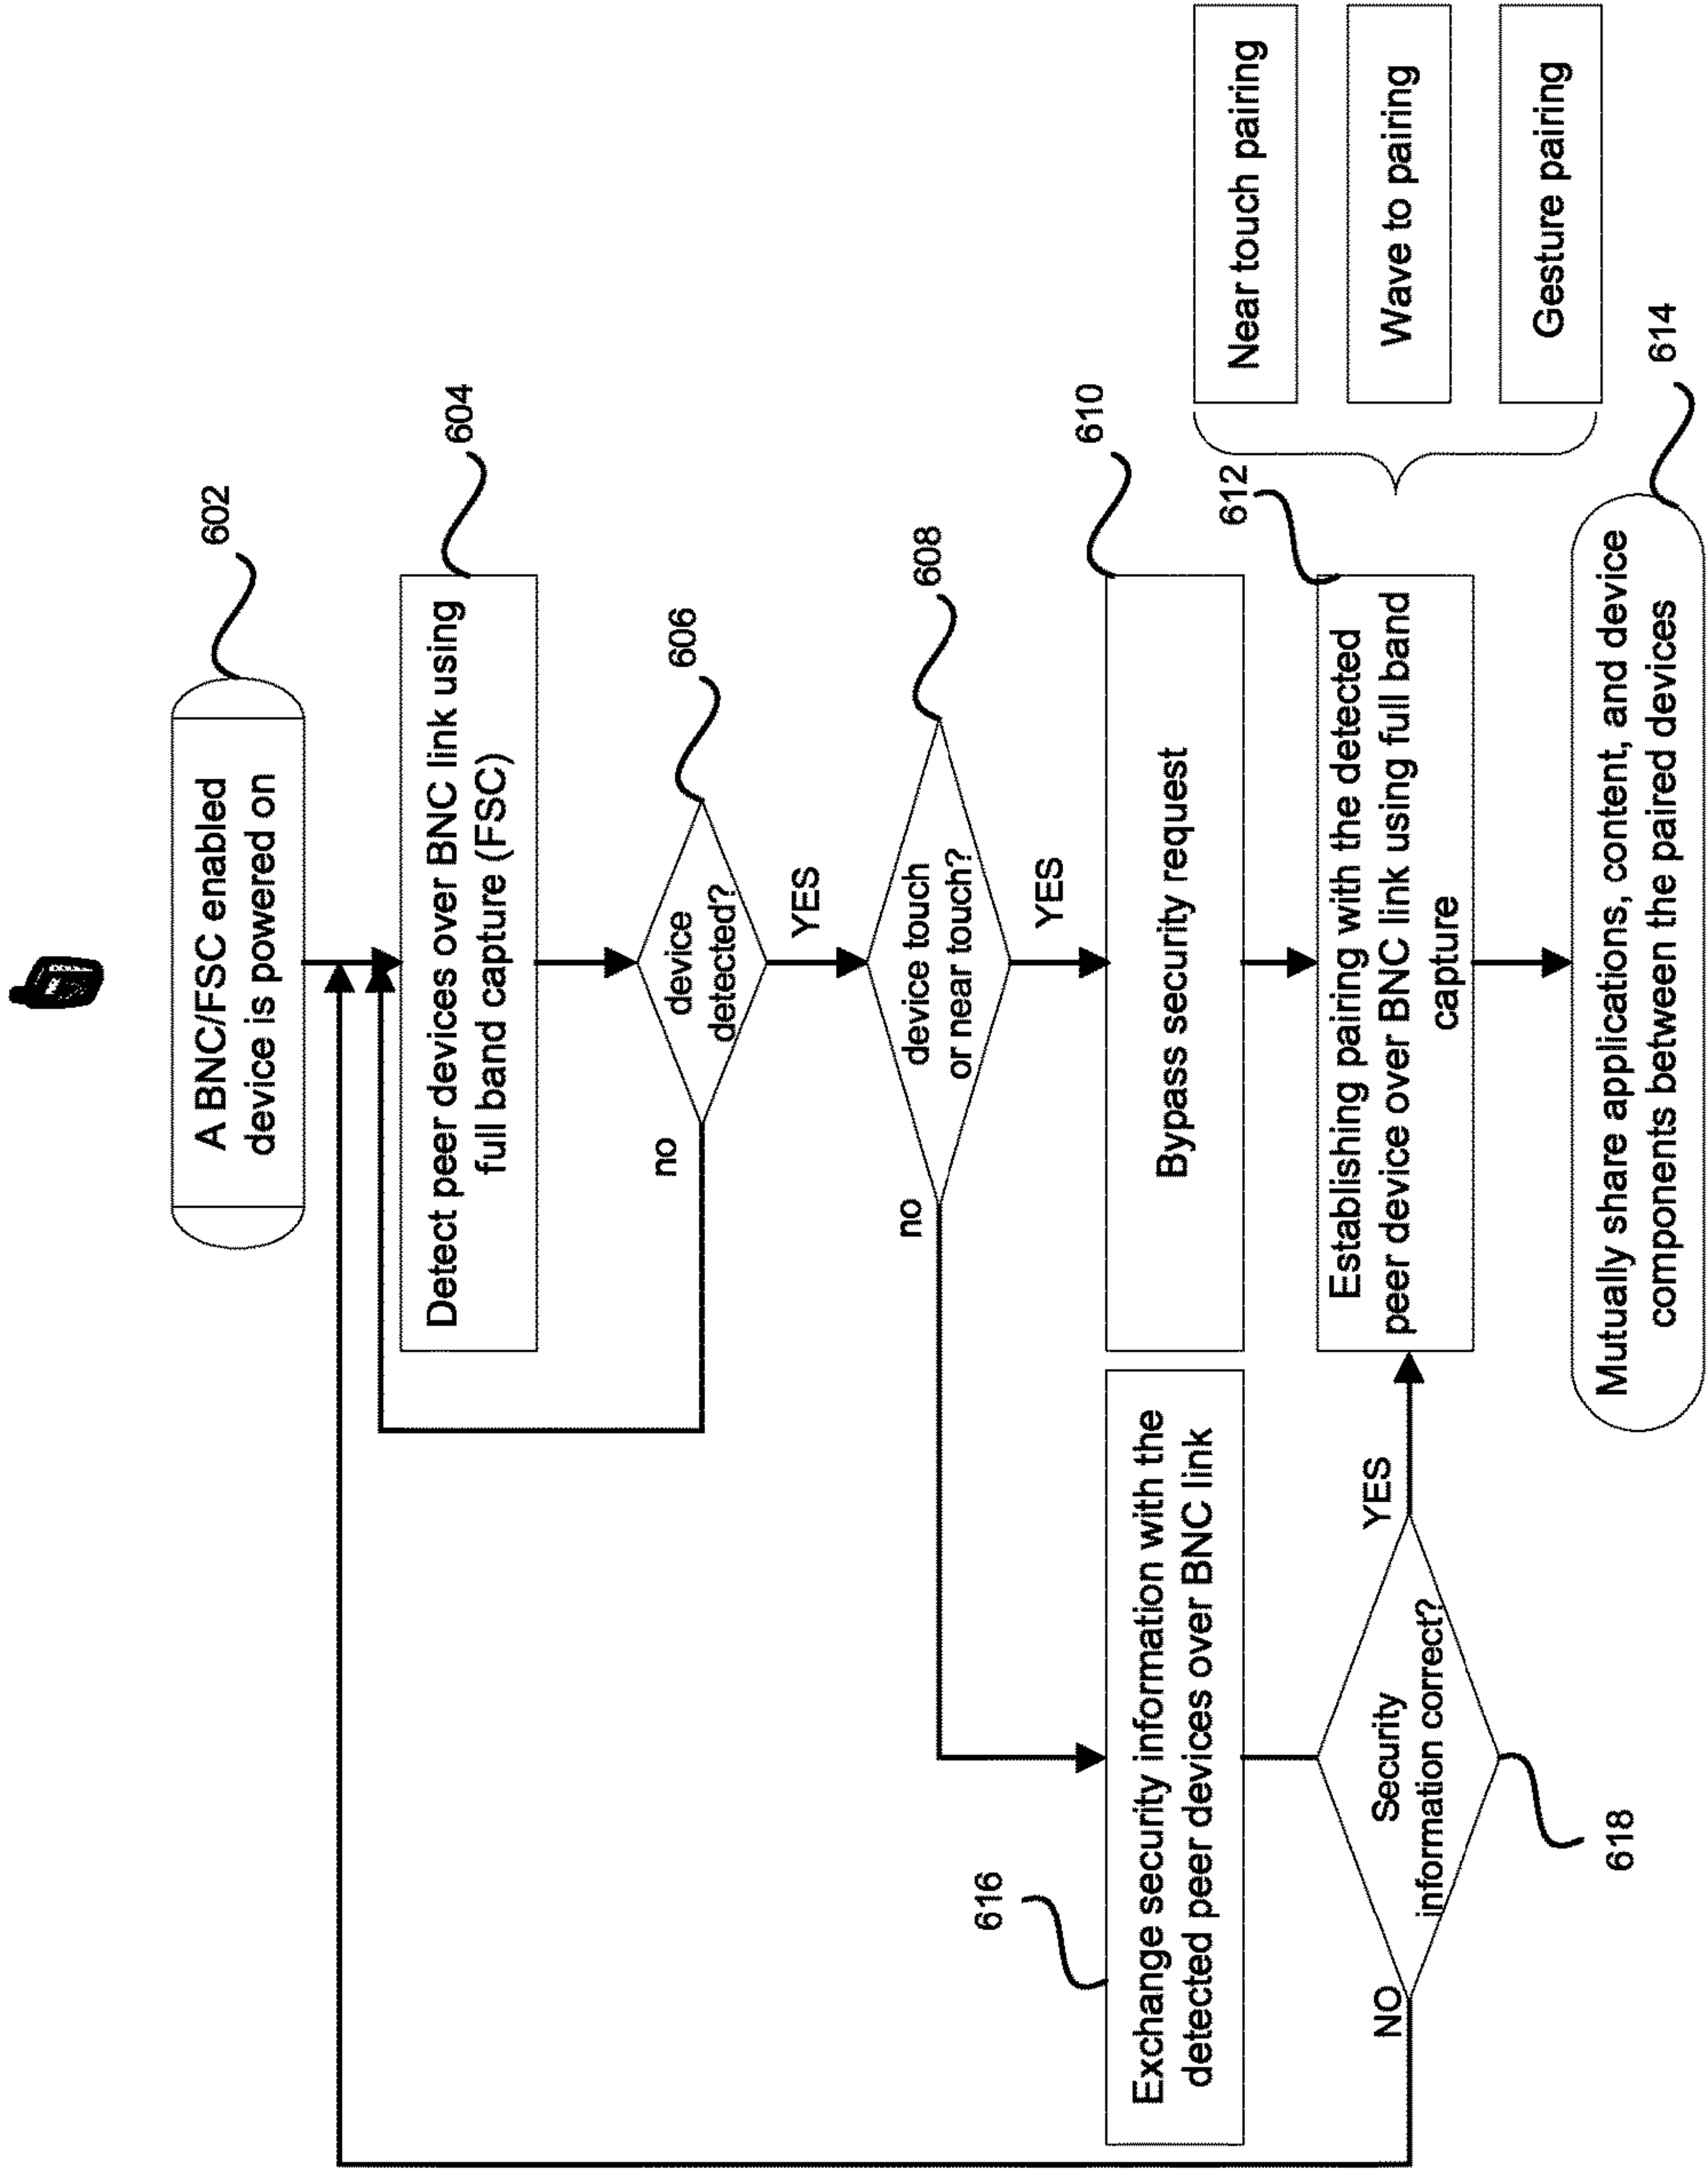 602
A BNC/FSC enabled
device is powered on
604
Detect peer devices over BNC link using
full band capture (FSC)
606
device
detected?
no
YES
608
device touch
or near touch?
no
YES
610
Bypass security request
616
Exchange security information with the
detected peer devices over BNC link
612
Establishing pairing with the detected
peer device over BNC link using full band
capture
Near touch pairing
Wave to pairing
Gesture pairing
Security
information correct?
YES
NO
618
614
Mutually share applications, content, and device
components between the paired devices